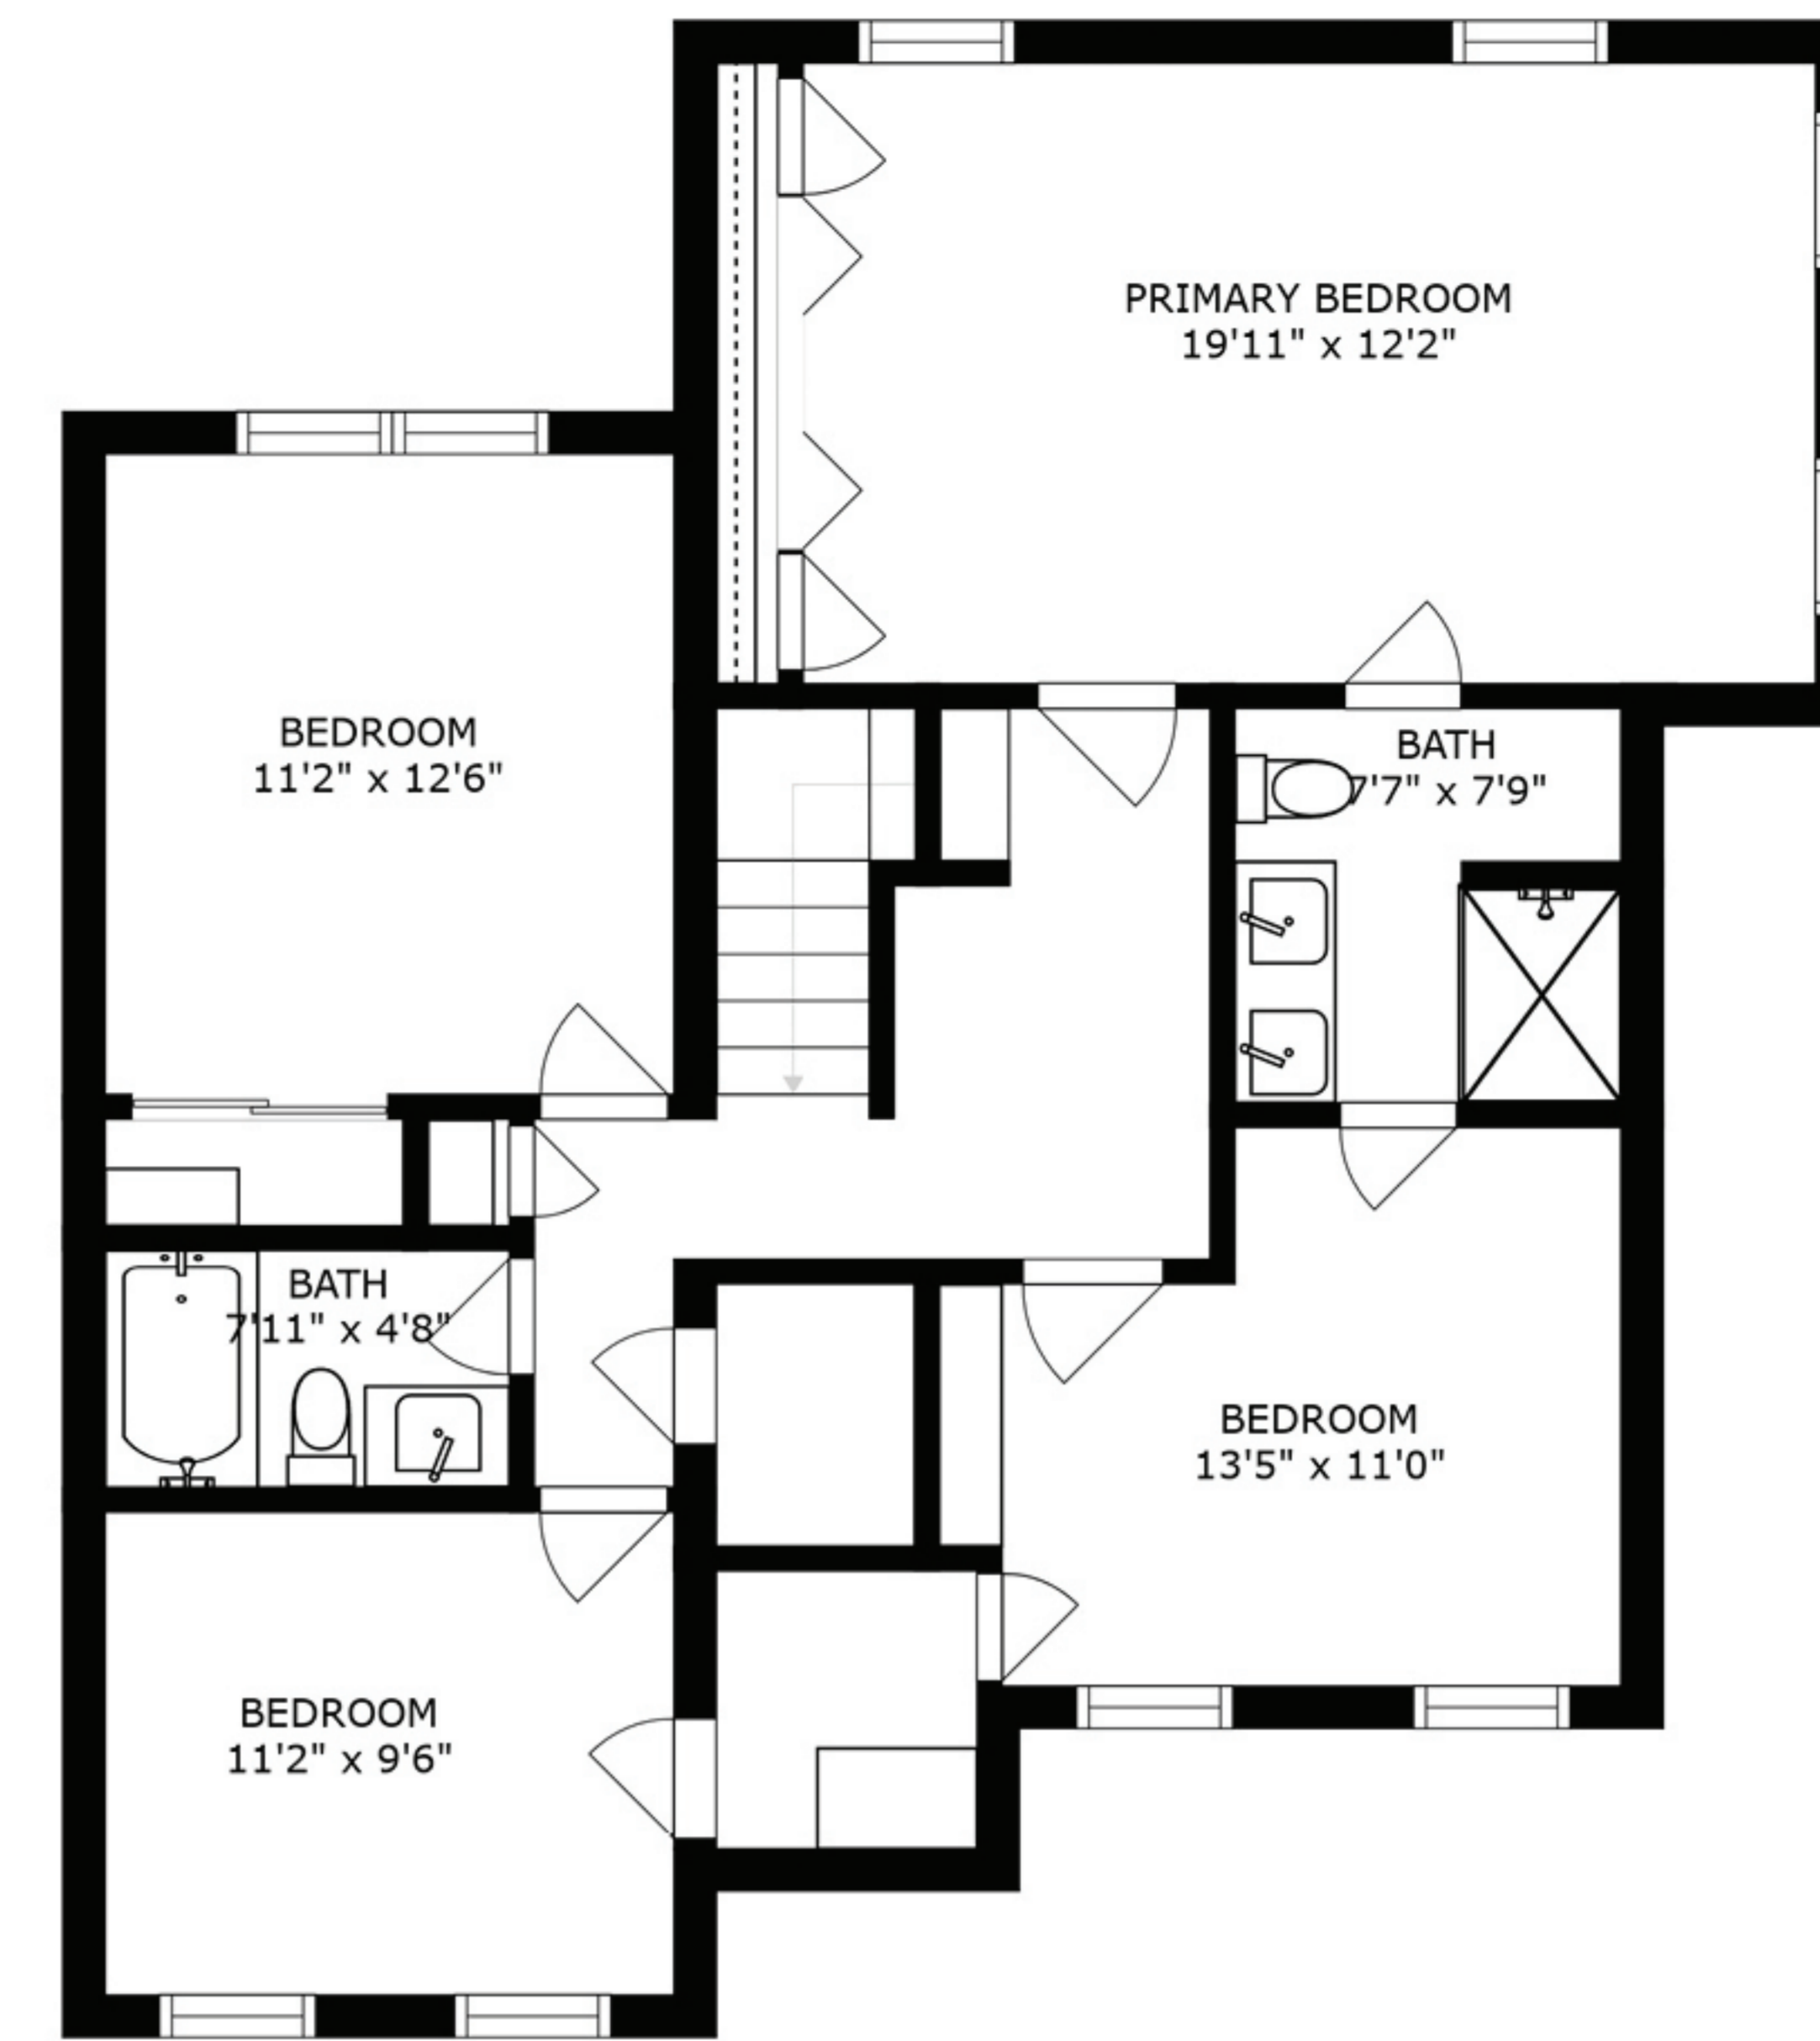 PRIMARY BEDROOM
19'11" x 12'2"
BEDROOM
11'2" x 12'6"
BATH
7'7" x 7'9"
BATH
7'11" x 4'8"
BEDROOM
13'5" x 11'0"
BEDROOM
11'2" x 9'6"